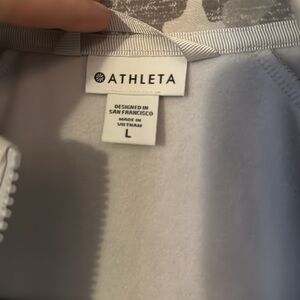 ATHLETA
DESIGNED IN
SAN FRANCISCO
MADE IN
VIETNAM
L